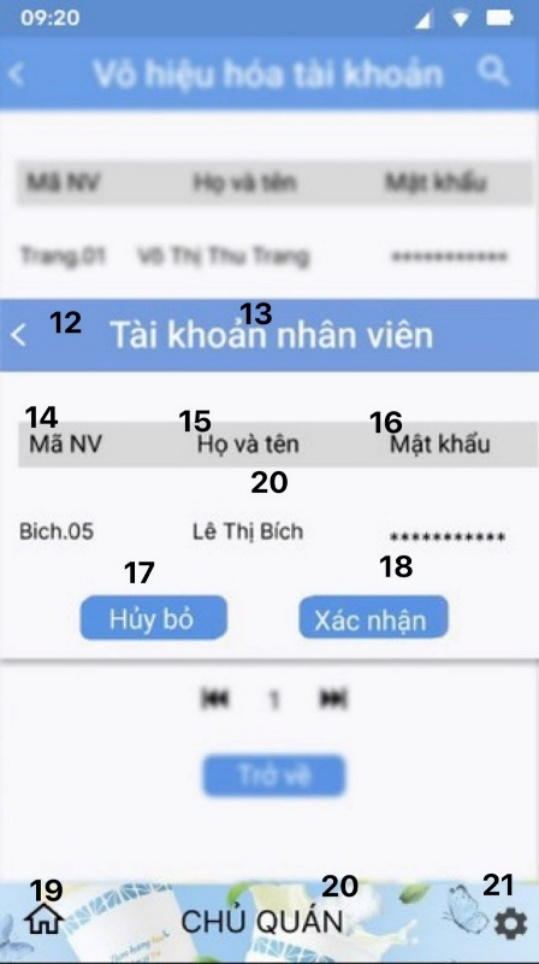 09:20
Vô hiệu hóa tài khoản
Mã NV Họ và tên Mật khẩu
Trang.01 Võ Thị Thu Trang ***********
12 13
Tài khoản nhân viên
14 15 16
Mã NV Họ và tên Mật khẩu
20
Bich.05 Lê Thị Bích ***********
17 18
Hủy bỏ Xác nhận
1
Trở về
19 20 21
CHỦ QUÁN